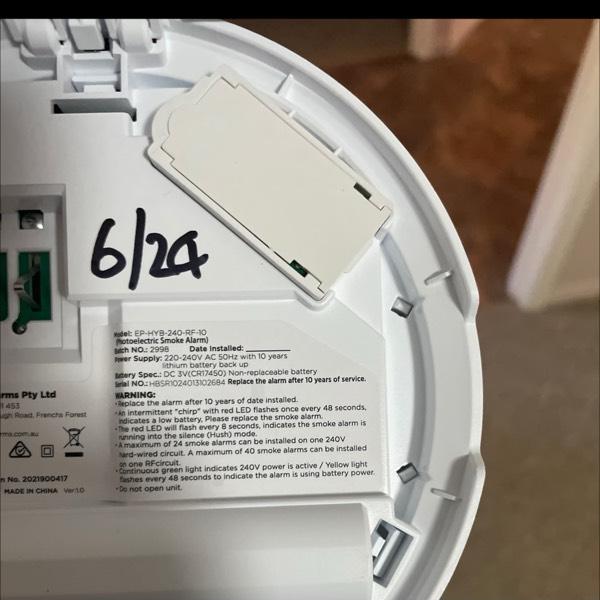 6/24
Model: EP-HYB-240-RF-10
(Photoelectric Smoke Alarm)
Batch NO.: 2998 Date Installed:
Power Supply: 220-240V AC 50Hz with 10 years
lithium battery back up
Battery Spec.: DC 3V(CR17450) Non-replaceable battery
Serial NO.: HBSR1024013102684 Replace the alarm after 10 years of service.
WARNING:
·Replace alarm after 10 years of date installed.
·An intermittent "chirp" with red LED flashes once every 48 seconds,
indicates a low battery, Please replace the smoke alarm.
·The red LED will flash every 8 seconds, indicates the smoke alarm is
running into the silence (Hush) mode.
·A maximum of 24 smoke alarms can be installed on one 240V
hard-wired circuit. A maximum of 40 smoke alarms can be installed
on one RFcircuit.
·Continuous green light indicates 240V power is active / Yellow light
flashes every 48 seconds to indicate the alarm is using battery power.
·Do not open unit.
arms Pty Ltd
453
ugh Road, Frenchs Forest
rms.com.au
n No. 2021900417
MADE IN CHINA Ver:1.0